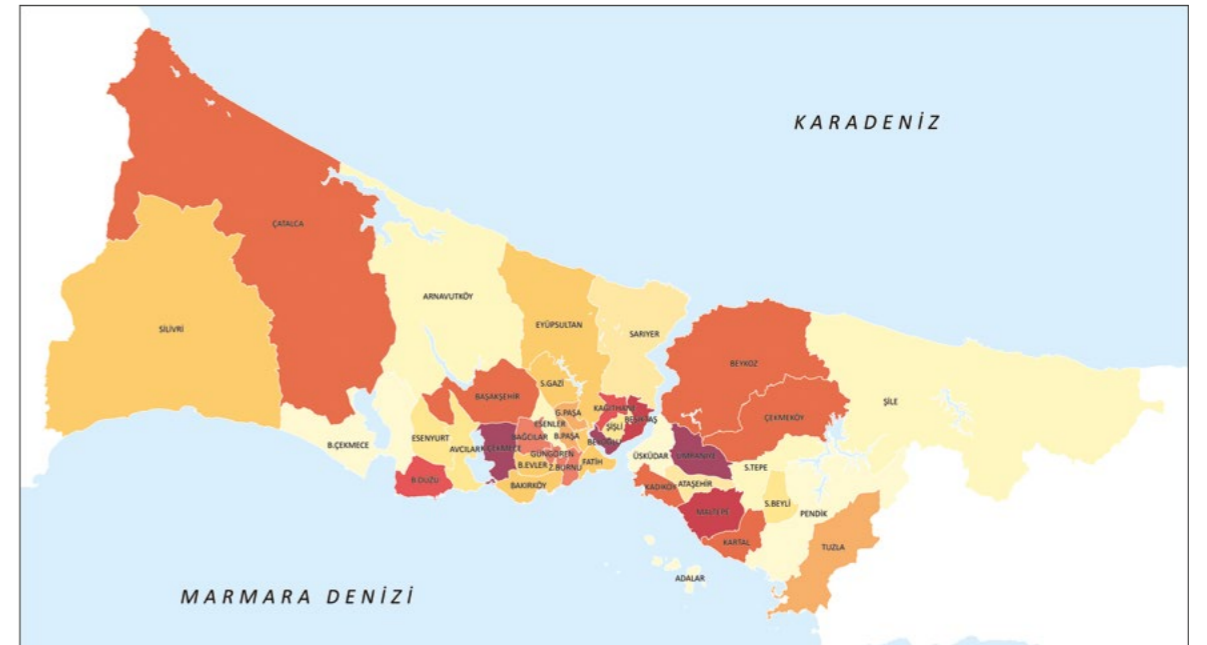 KARADENİZ
ÇATALCA
ARNAVUTKÖY
SİLİVRİ
EYÜPSULTAN
SARIYER
BEYKOZ
S.GAZİ
BAŞAKŞEHİR
ÇEKMEKÖY
ŞİLE
KAĞITHANE
G.PAŞA
BEŞİKTAŞ
ESENLER
ŞİŞLİ
ESENYURT
BAĞCILAR
B.PAŞA
BEYOĞLU
B.ÇEKMECE
AVCILAR
K.ÇEKMECE
GÜNGÖREN
ÜSKÜDAR
ÜMRANİYE
B.EVLER
Z.BURNU
FATİH
S.TEPE
BAKIRKÖY
KADIKÖY
ATAŞEHİR
B.DÜZÜ
S.BEYLİ
MALTEPE
PENDİK
KARTAL
TUZLA
ADALAR
MARMARA DENİZİ